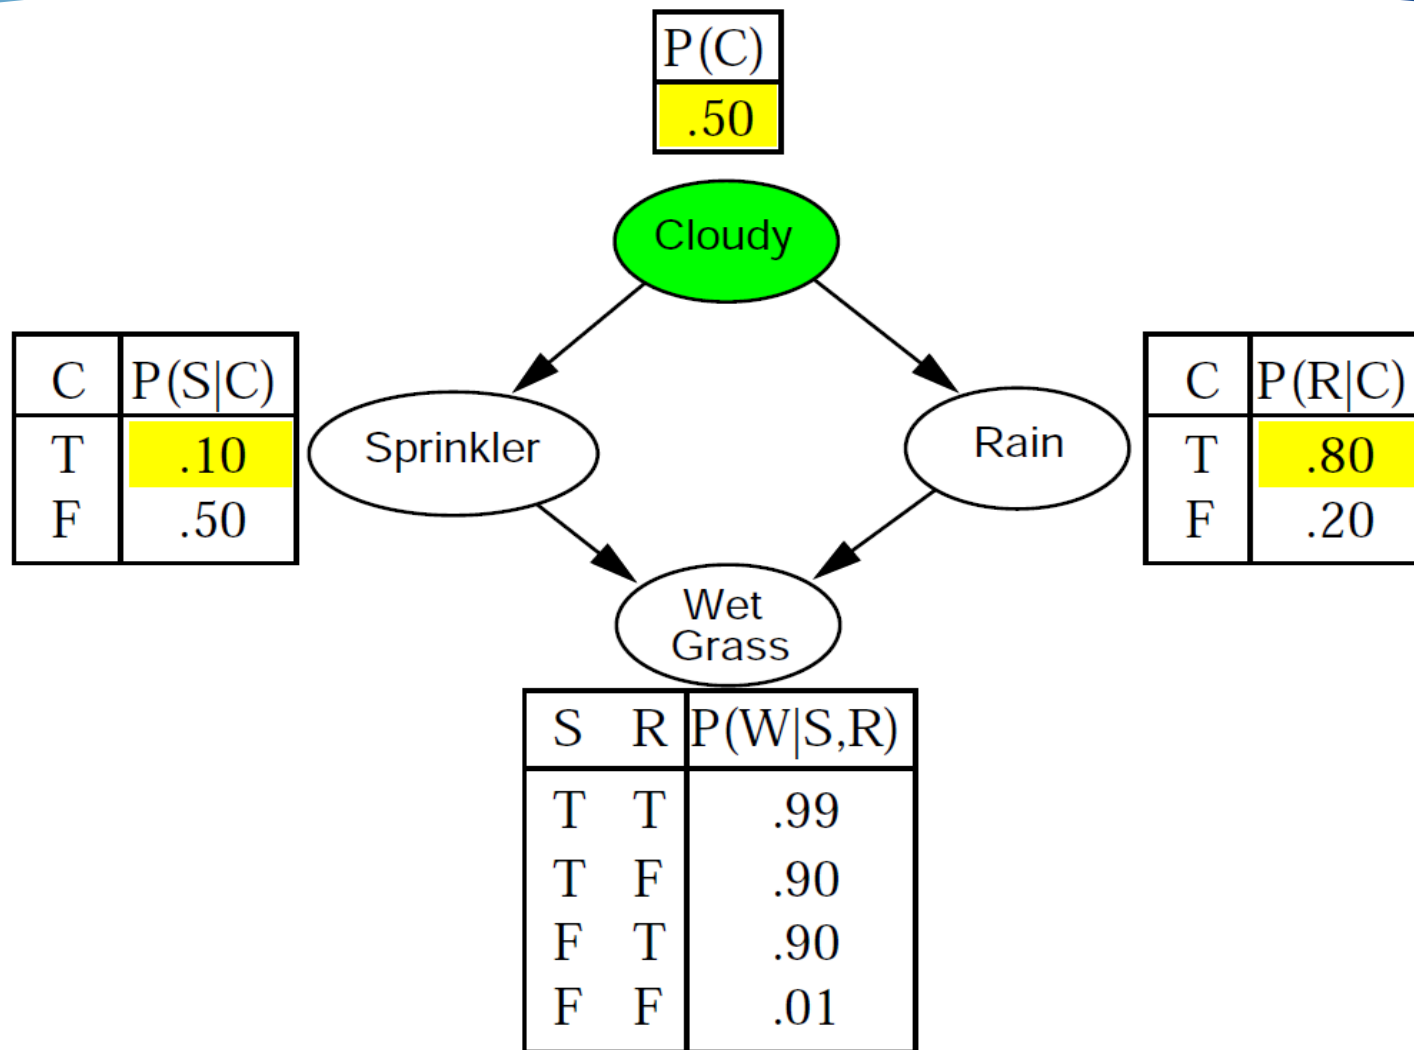 P(C)
.50
Cloudy
C P(S|C)
T .10
F .50
Sprinkler
Rain
C P(R|C)
T .80
F .20
Wet
Grass
S R P(W|S,R)
T T .99
T F .90
F T .90
F F .01